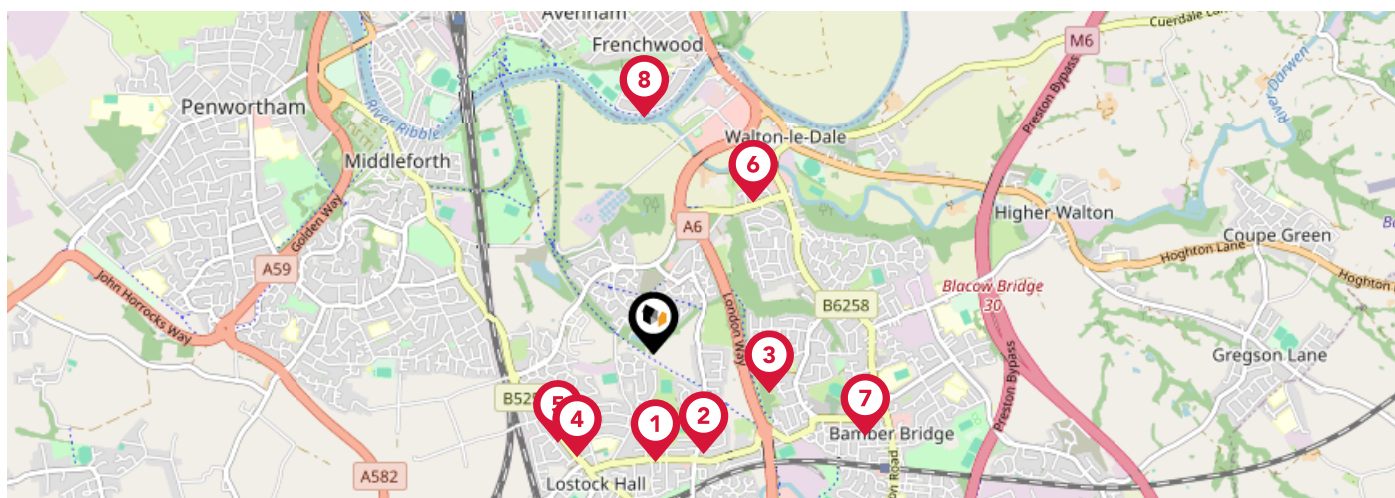 Avenham
Frenchwood
Cuerdale
M6
8
Penwortham
River Ribble
Preston Bypass
River Darwen
Walton-le-Dale
Middleforth
6
Golden Way
A6
Higher Walton
Coupe Green
Hoghton Lane
Hoghton
A59
John Horrocks Way
Blacow Bridge
30
London Way
B6258
3
Gregson Lane
Preston Bypass
7
5
4
1
2
Bamber Bridge
A582
Lostock Hall
on Road